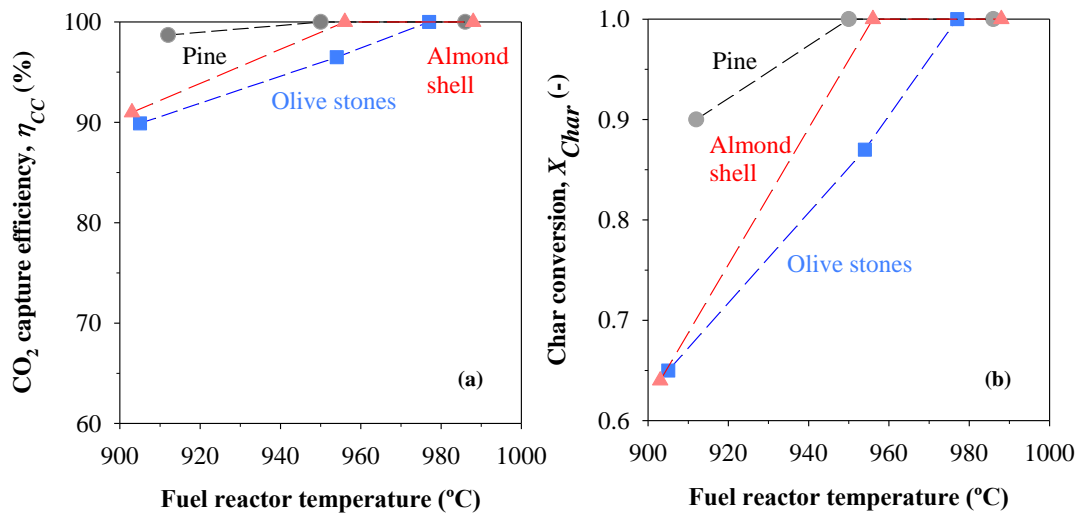 CO₂ capture efficiency, η_CC (%)
100
90
80
70
60
Pine
Almond
shell
Olive stones
(a)
900
920
940
960
980
1000
Fuel reactor temperature (ºC)
Char conversion, X_Char (-)
1.0
0.9
0.8
0.7
0.6
Pine
Almond
shell
Olive stones
(b)
900
920
940
960
980
1000
Fuel reactor temperature (ºC)